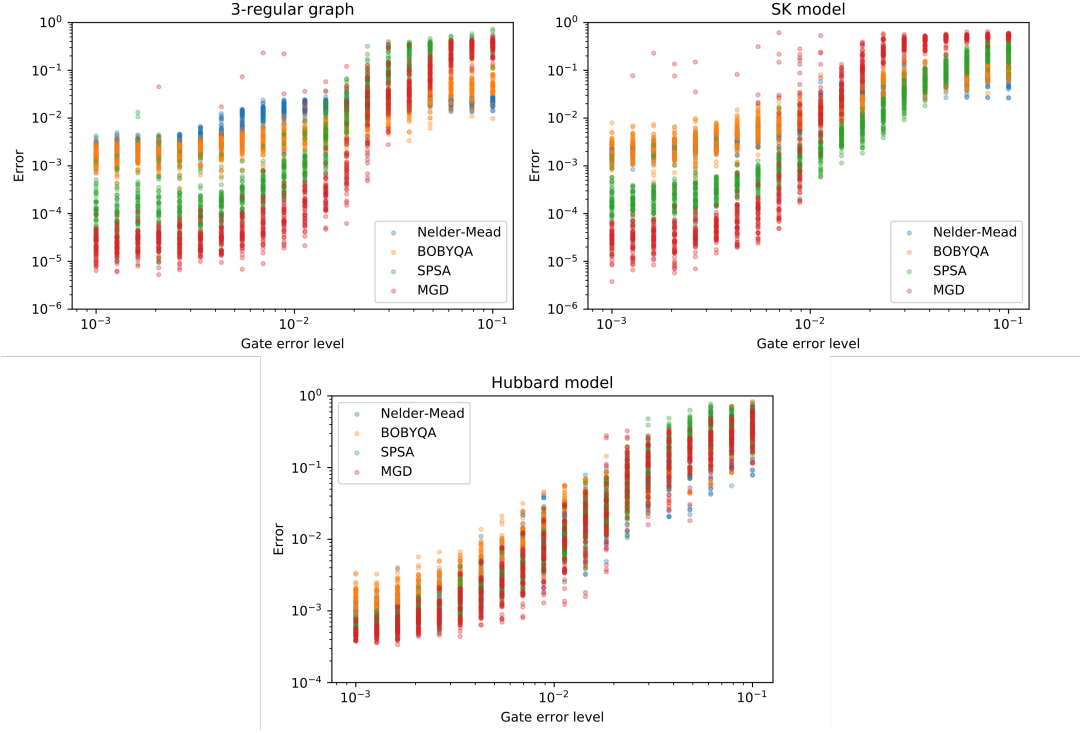 3-regular graph
10^0
10^-1
10^-2
10^-3
10^-4
10^-5
10^-6
Error
Nelder-Mead
BOBYQA
SPSA
MGD
10^-3
10^-2
10^-1
Gate error level
SK model
10^0
10^-1
10^-2
10^-3
10^-4
10^-5
10^-6
Error
Nelder-Mead
BOBYQA
SPSA
MGD
10^-3
10^-2
10^-1
Gate error level
Hubbard model
10^0
10^-1
10^-2
10^-3
10^-4
Error
Nelder-Mead
BOBYQA
SPSA
MGD
10^-3
10^-2
10^-1
Gate error level